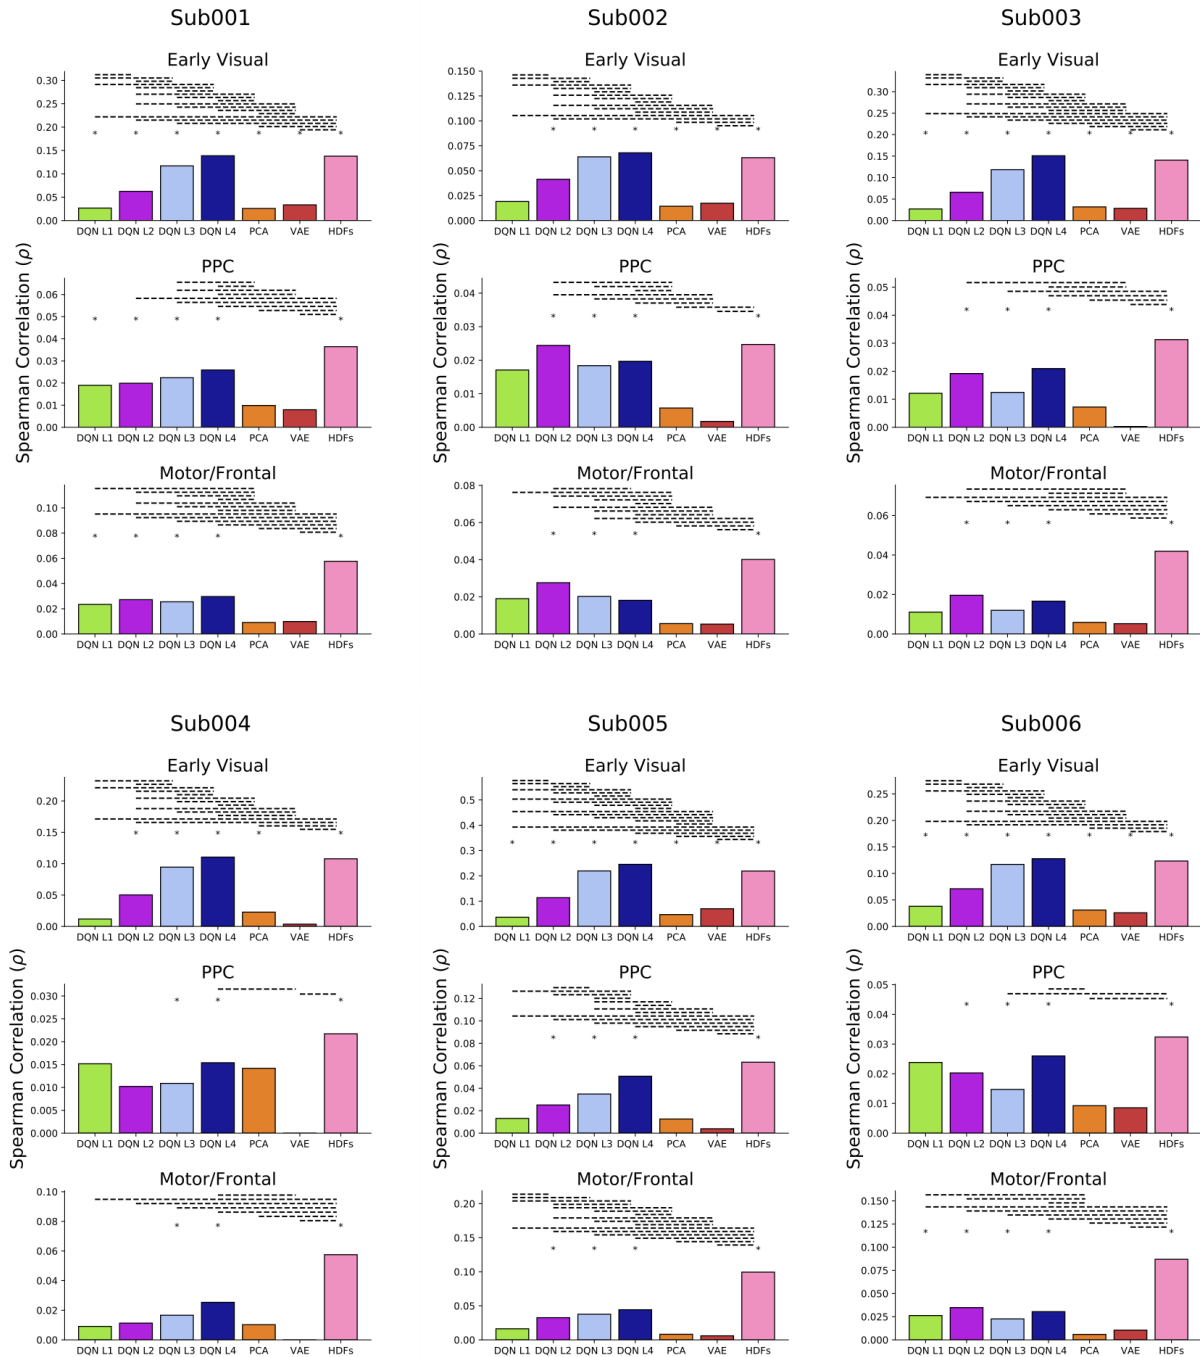 Sub001
Early Visual
0.30
0.25
0.20
0.15
0.10
0.05
0.00
* * * * * * *
DQN L1 DQN L2 DQN L3 DQN L4 PCA VAE HDFs
PPC
0.06
0.05
0.04
0.03
0.02
0.01
0.00
* * * * *
DQN L1 DQN L2 DQN L3 DQN L4 PCA VAE HDFs
Spearman Correlation (ρ)
Motor/Frontal
0.10
0.08
0.06
0.04
0.02
0.00
* * * * *
DQN L1 DQN L2 DQN L3 DQN L4 PCA VAE HDFs
Sub002
Early Visual
0.150
0.125
0.100
0.075
0.050
0.025
0.000
* * * * * *
DQN L1 DQN L2 DQN L3 DQN L4 PCA VAE HDFs
PPC
0.04
0.03
0.02
0.01
0.00
* * * *
DQN L1 DQN L2 DQN L3 DQN L4 PCA VAE HDFs
Spearman Correlation (ρ)
Motor/Frontal
0.08
0.06
0.04
0.02
0.00
* * * *
DQN L1 DQN L2 DQN L3 DQN L4 PCA VAE HDFs
Sub003
Early Visual
0.30
0.25
0.20
0.15
0.10
0.05
0.00
* * * * * * *
DQN L1 DQN L2 DQN L3 DQN L4 PCA VAE HDFs
PPC
0.05
0.04
0.03
0.02
0.01
0.00
* * * *
DQN L1 DQN L2 DQN L3 DQN L4 PCA VAE HDFs
Spearman Correlation (ρ)
Motor/Frontal
0.06
0.04
0.02
0.00
* * * *
DQN L1 DQN L2 DQN L3 DQN L4 PCA VAE HDFs
Sub004
Early Visual
0.20
0.15
0.10
0.05
0.00
* * * * *
DQN L1 DQN L2 DQN L3 DQN L4 PCA VAE HDFs
PPC
0.030
0.025
0.020
0.015
0.010
0.005
0.000
* * *
DQN L1 DQN L2 DQN L3 DQN L4 PCA VAE HDFs
Spearman Correlation (ρ)
Motor/Frontal
0.10
0.08
0.06
0.04
0.02
0.00
* * *
DQN L1 DQN L2 DQN L3 DQN L4 PCA VAE HDFs
Sub005
Early Visual
0.5
0.4
0.3
0.2
0.1
0.0
* * * * * * *
DQN L1 DQN L2 DQN L3 DQN L4 PCA VAE HDFs
PPC
0.12
0.10
0.08
0.06
0.04
0.02
0.00
* * * *
DQN L1 DQN L2 DQN L3 DQN L4 PCA VAE HDFs
Spearman Correlation (ρ)
Motor/Frontal
0.20
0.15
0.10
0.05
0.00
* * * *
DQN L1 DQN L2 DQN L3 DQN L4 PCA VAE HDFs
Sub006
Early Visual
0.25
0.20
0.15
0.10
0.05
0.00
* * * * * * *
DQN L1 DQN L2 DQN L3 DQN L4 PCA VAE HDFs
PPC
0.05
0.04
0.03
0.02
0.01
0.00
* * * *
DQN L1 DQN L2 DQN L3 DQN L4 PCA VAE HDFs
Spearman Correlation (ρ)
Motor/Frontal
0.150
0.125
0.100
0.075
0.050
0.025
0.000
* * * * *
DQN L1 DQN L2 DQN L3 DQN L4 PCA VAE HDFs